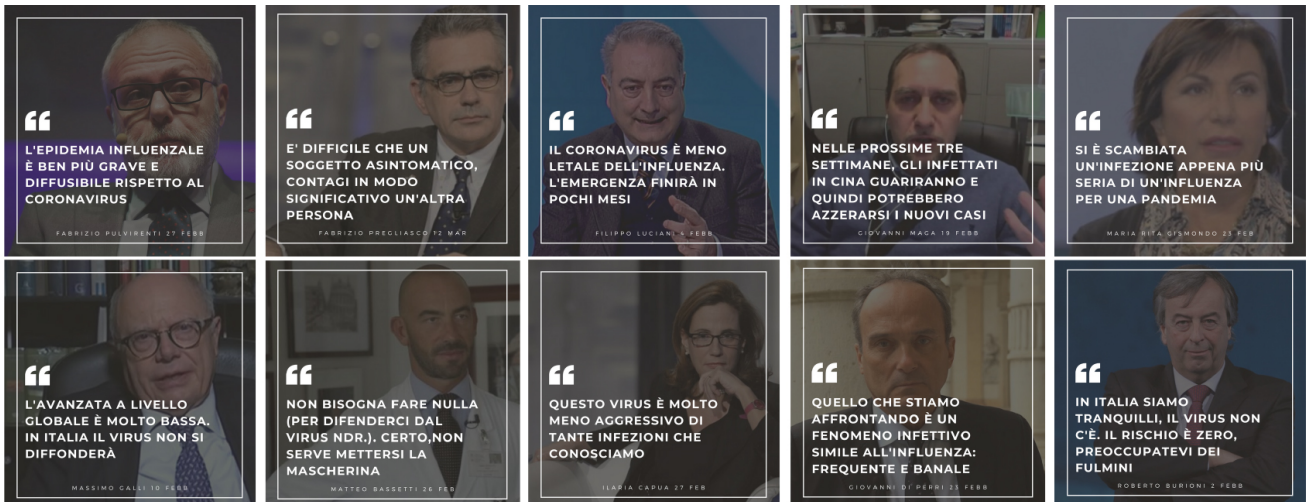 L'EPIDEMIA INFLUENZALE
È BEN PIÙ GRAVE E
DIFFUSIBILE RISPETTO AL
CORONAVIRUS
FABRIZIO PULVIRENTI 27 FEBB
E' DIFFICILE CHE UN
SOGGETTO ASINTOMATICO,
CONTAGI IN MODO
SIGNIFICATIVO UN'ALTRA
PERSONA
FABRIZIO PREGLIASCO 12 MAR
IL CORONAVIRUS È MENO
LETALE DELL'INFLUENZA.
L'EMERGENZA FINIRÀ IN
POCHI MESI
FILIPPO LUCIANI 4 FEBB
NELLE PROSSIME TRE
SETTIMANE, GLI INFETTATI
IN CINA GUARIRANNO E
QUINDI POTREBBERO
AZZERARSI I NUOVI CASI
GIOVANNI MAGA 19 FEBB
SI È SCAMBIATA
UN'INFEZIONE APPENA PIÙ
SERIA DI UN'INFLUENZA
PER UNA PANDEMIA
MARIA RITA GISMONDO 23 FEB
L'AVANZATA A LIVELLO
GLOBALE È MOLTO BASSA.
IN ITALIA IL VIRUS NON SI
DIFFONDERÀ
MASSIMO GALLI 10 FEBB
NON BISOGNA FARE NULLA
(PER DIFENDERCI DAL
VIRUS NDR.). CERTO,NON
SERVE METTERSI LA
MASCHERINA
MATTEO BASSETTI 26 FEB
QUESTO VIRUS È MOLTO
MENO AGGRESSIVO DI
TANTE INFEZIONI CHE
CONOSCIAMO
ILARIA CAPUA 27 FEB
QUELLO CHE STIAMO
AFFRONTANDO È UN
FENOMENO INFETTIVO
SIMILE ALL'INFLUENZA:
FREQUENTE E BANALE
GIOVANNI DI PERRI 23 FEBB
IN ITALIA SIAMO
TRANQUILLI, IL VIRUS NON
C'È. IL RISCHIO È ZERO,
PREOCCUPATEVI DEI
FULMINI
ROBERTO BURIONI 2 FEBB